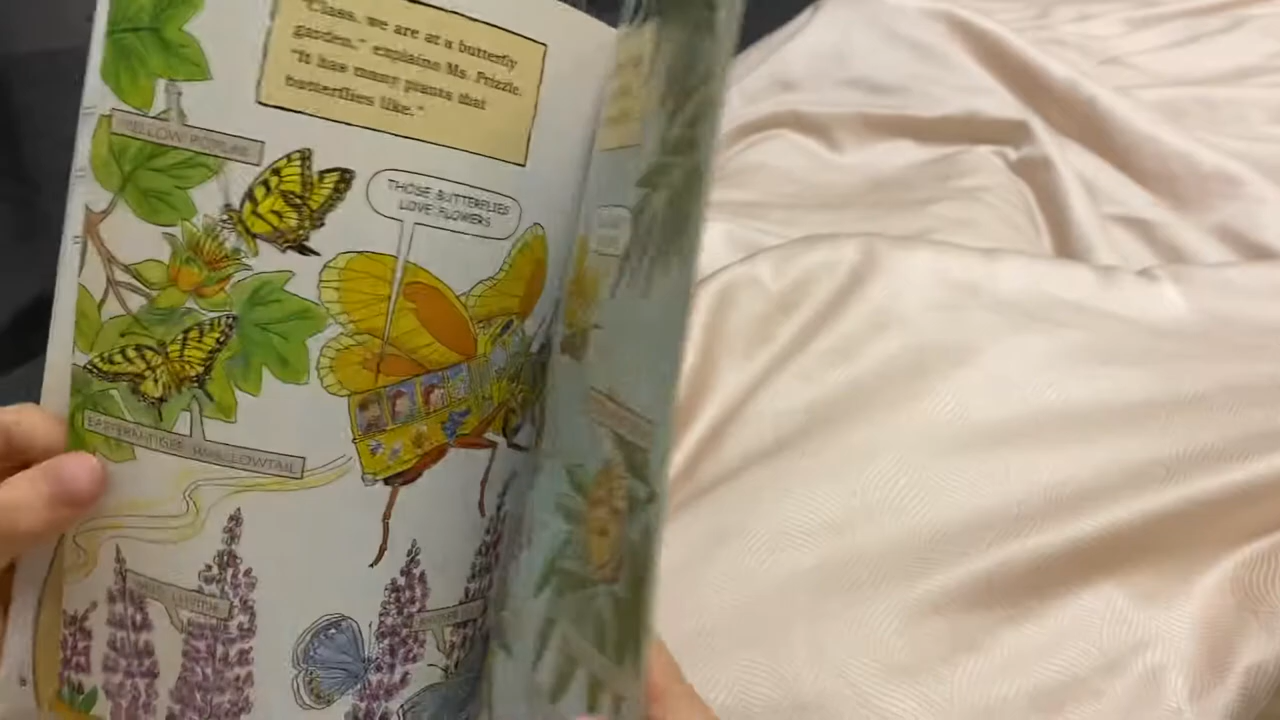 "Class, we are at a butterfly
garden," explains Ms. Frizzle.
"It has many plants that
butterflies like."
YELLOW POPLAR
THOSE BUTTERFLIES
LOVE FLOWERS.
EASTERN TIGER SWALLOWTAIL
LUPINE